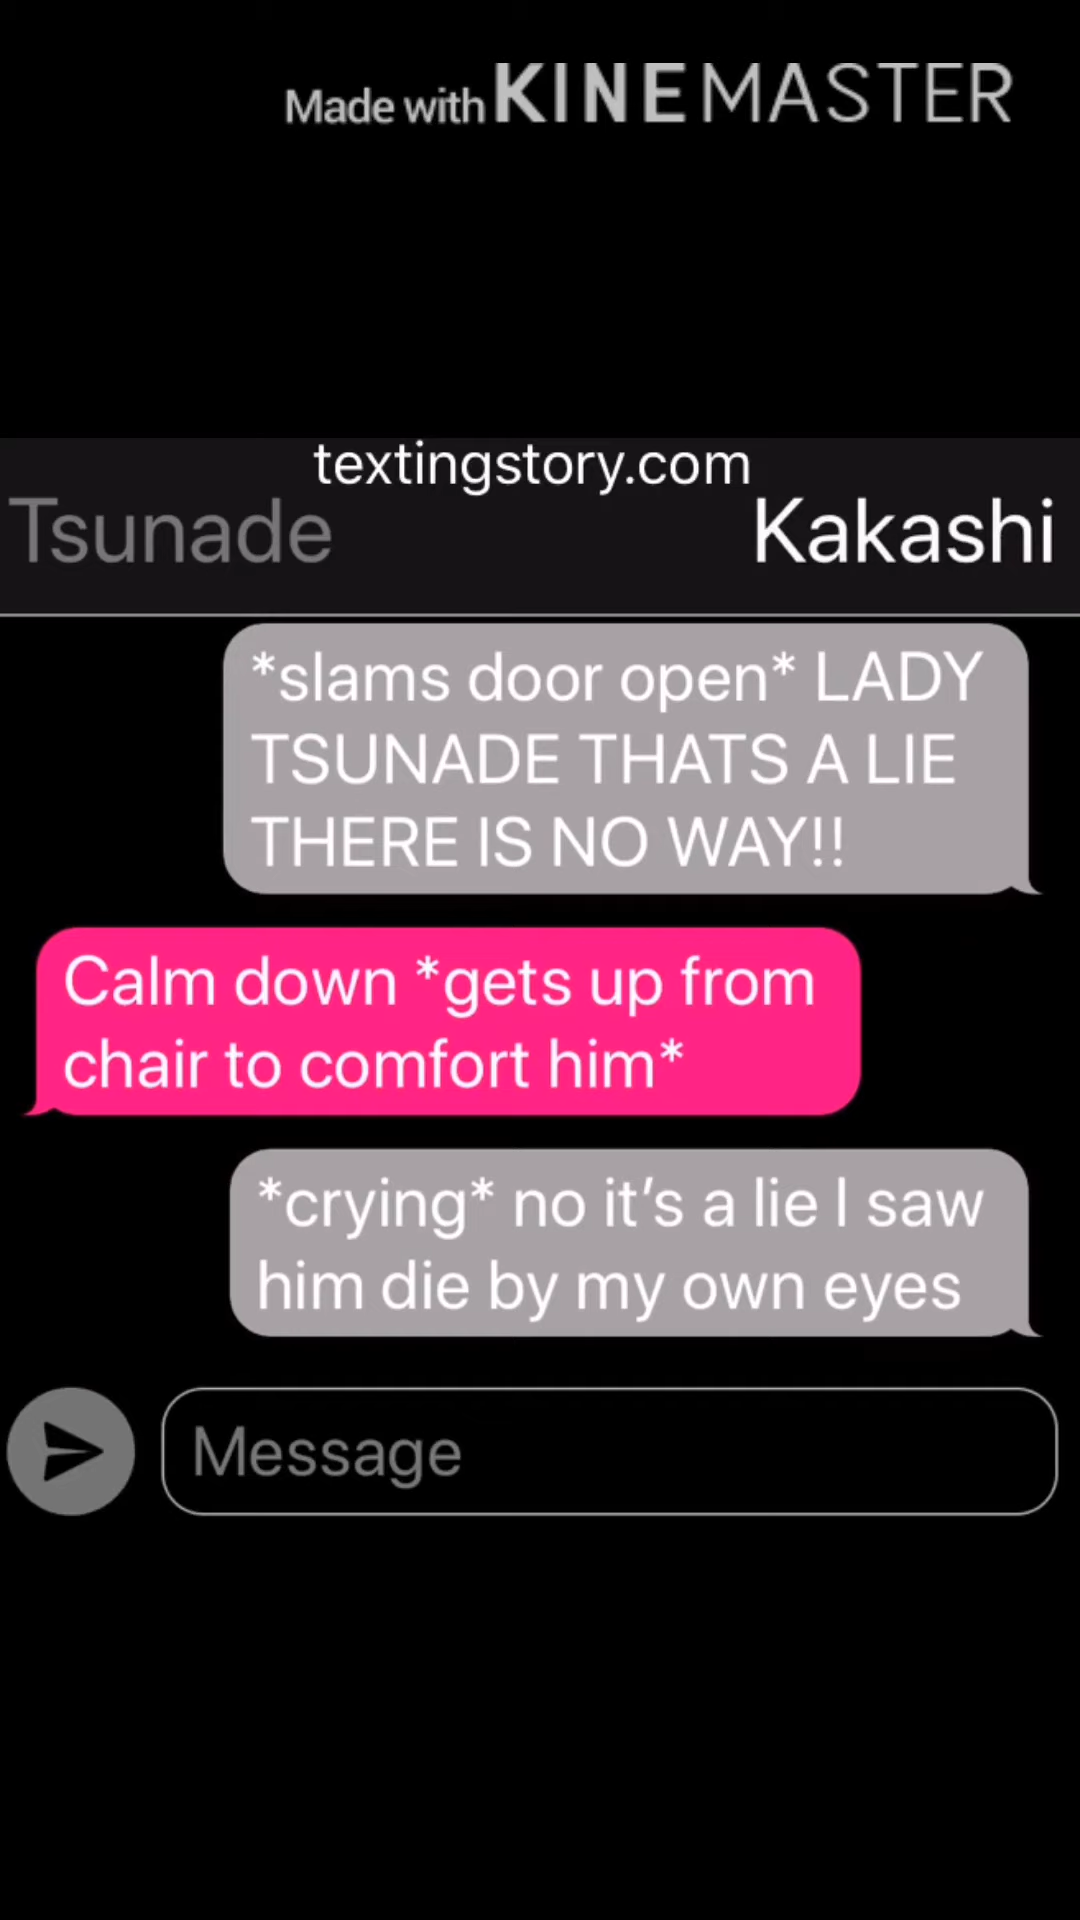 Made with KINEMASTER
textingstory.com
Tsunade Kakashi
*slams door open* LADY
TSUNADE THATS A LIE
THERE IS NO WAY!!
Calm down *gets up from
chair to comfort him*
*crying* no it’s a lie I saw
him die by my own eyes
Message